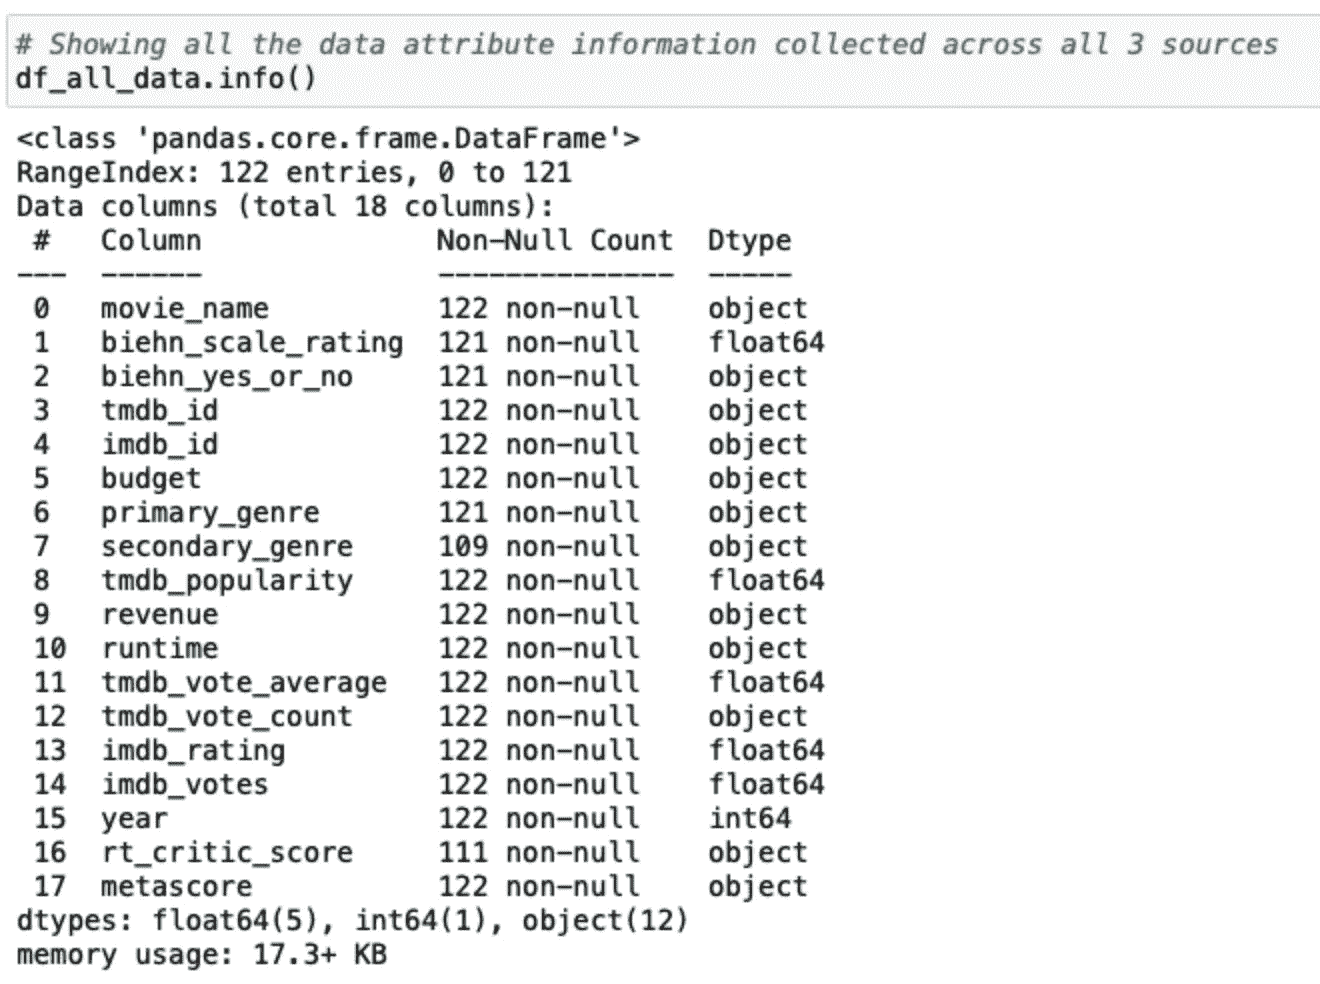 # Showing all the data attribute information collected across all 3 sources
df_all_data.info()
<class 'pandas.core.frame.DataFrame'>
RangeIndex: 122 entries, 0 to 121
Data columns (total 18 columns):
 #   Column              Non-Null Count  Dtype
---  ------              --------------  -----
 0   movie_name          122 non-null    object
 1   biehn_scale_rating  121 non-null    float64
 2   biehn_yes_or_no     121 non-null    object
 3   tmdb_id             122 non-null    object
 4   imdb_id             122 non-null    object
 5   budget              122 non-null    object
 6   primary_genre       121 non-null    object
 7   secondary_genre     109 non-null    object
 8   tmdb_popularity     122 non-null    float64
 9   revenue             122 non-null    object
 10  runtime             122 non-null    object
 11  tmdb_vote_average   122 non-null    float64
 12  tmdb_vote_count     122 non-null    object
 13  imdb_rating         122 non-null    float64
 14  imdb_votes          122 non-null    float64
 15  year                122 non-null    int64
 16  rt_critic_score     111 non-null    object
 17  metascore           122 non-null    object
dtypes: float64(5), int64(1), object(12)
memory usage: 17.3+ KB